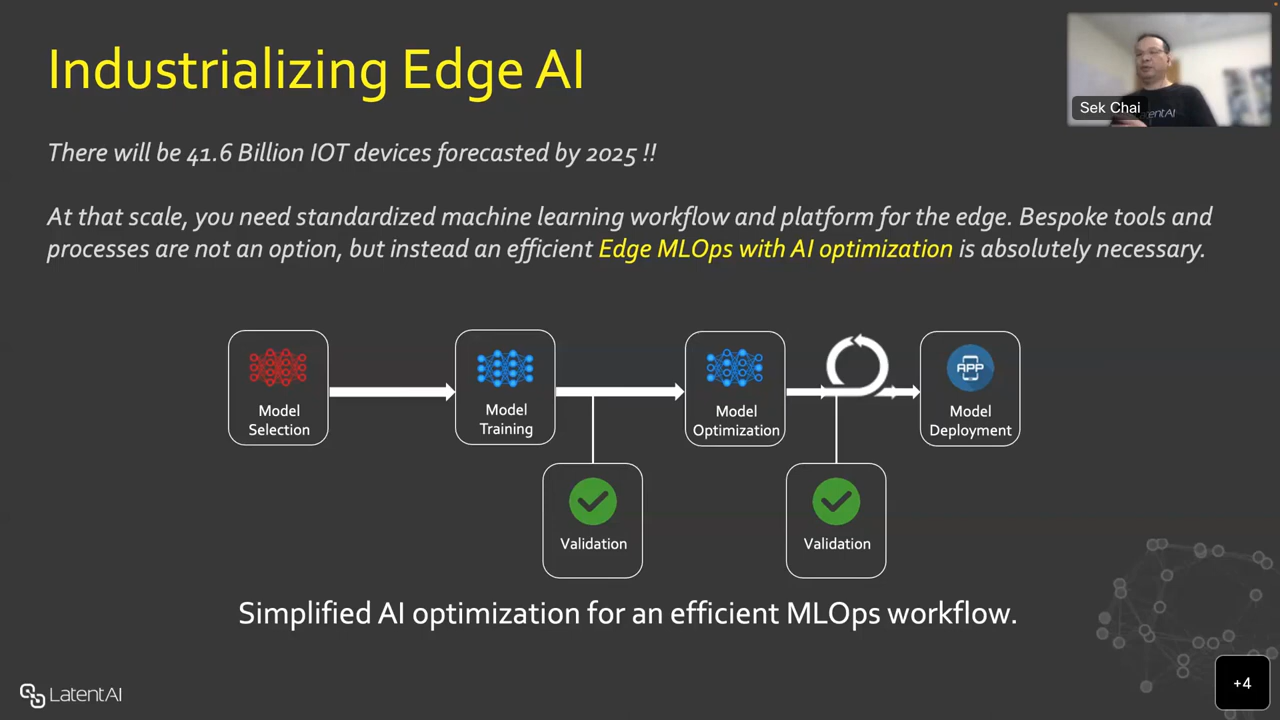 Industrializing Edge AI
Sek Chai
LatentAI
There will be 41.6 Billion IOT devices forecasted by 2025 !!
At that scale, you need standardized machine learning workflow and platform for the edge. Bespoke tools and
processes are not an option, but instead an efficient Edge MLOps with AI optimization is absolutely necessary.
Model
Selection
Model
Training
Model
Optimization
APP
Model
Deployment
Validation
Validation
Simplified AI optimization for an efficient MLOps workflow.
LatentAI
+4